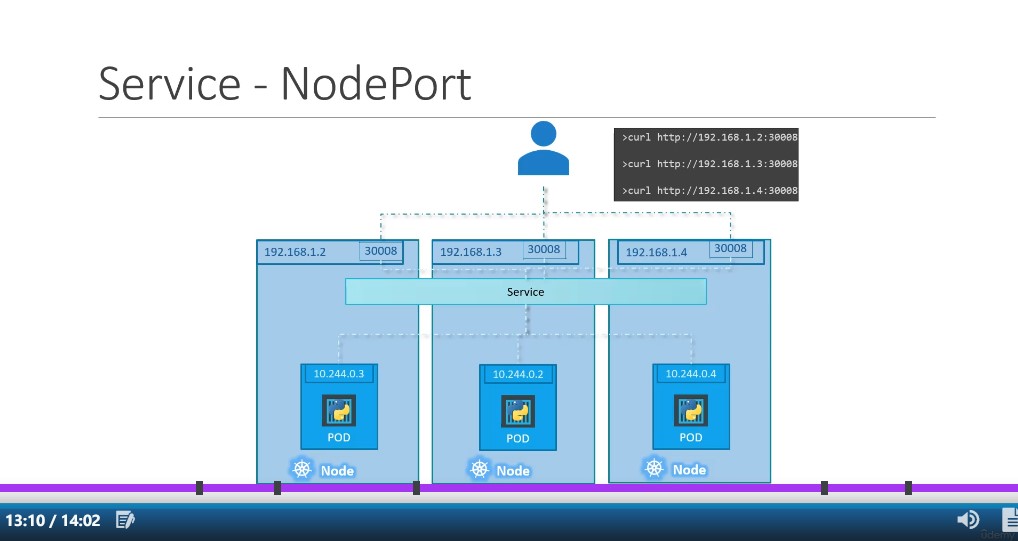 Service - NodePort
>curl http://192.168.1.2:30008
>curl http://192.168.1.3:30008
>curl http://192.168.1.4:30008
192.168.1.2 30008 192.168.1.3 30008 192.168.1.4 30008
Service
10.244.0.3 10.244.0.2 10.244.0.4
POD POD POD
Node Node Node
13:10 / 14:02
ûdemy